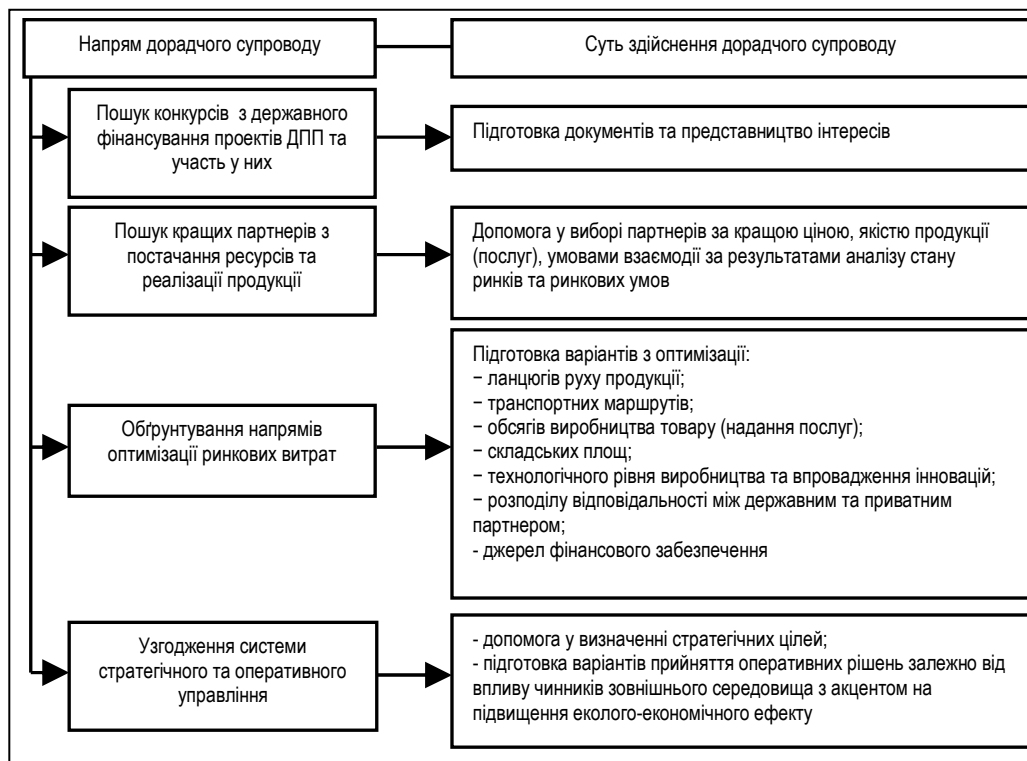 Напрям дорадчого супроводу
Суть здійснення дорадчого супроводу
Пошук конкурсів з державного
фінансування проектів ДПП та
участь у них
Підготовка документів та представництво інтересів
Пошук кращих партнерів з
постачання ресурсів та
реалізації продукції
Допомога у виборі партнерів за кращою ціною, якістю продукції
(послуг), умовами взаємодії за результатами аналізу стану
ринків та ринкових умов
Обґрунтування напрямів
оптимізації ринкових витрат
Підготовка варіантів з оптимізації:
− ланцюгів руху продукції;
− транспортних маршрутів;
− обсягів виробництва товару (надання послуг);
− складських площ;
− технологічного рівня виробництва та впровадження інновацій;
− розподілу відповідальності між державним та приватним
партнером;
- джерел фінансового забезпечення
Узгодження системи
стратегічного та оперативного
управління
- допомога у визначенні стратегічних цілей;
- підготовка варіантів прийняття оперативних рішень залежно від
впливу чинників зовнішнього середовища з акцентом на
підвищення еколого-економічного ефекту